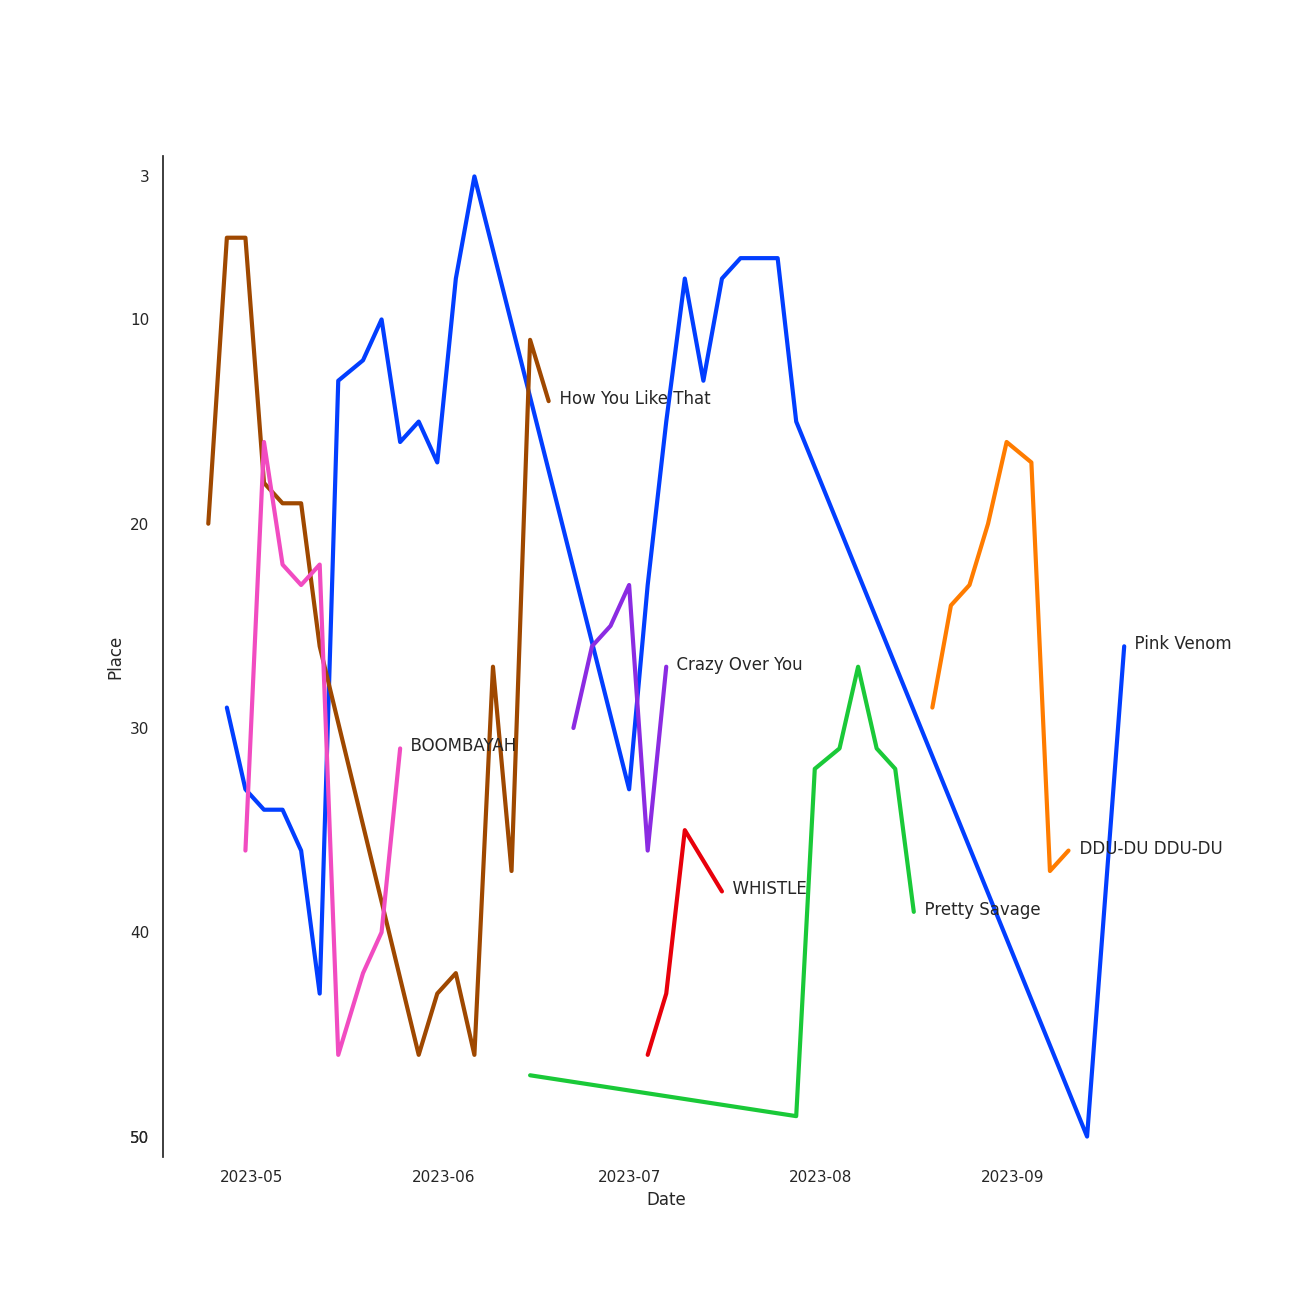 3
10
How You Like That
20
Pink Venom
Crazy Over You
Place
30
BOOMBAYAH
DDU-DU DDU-DU
WHISTLE
Pretty Savage
40
50
2023-05
2023-06
2023-07
2023-08
2023-09
Date